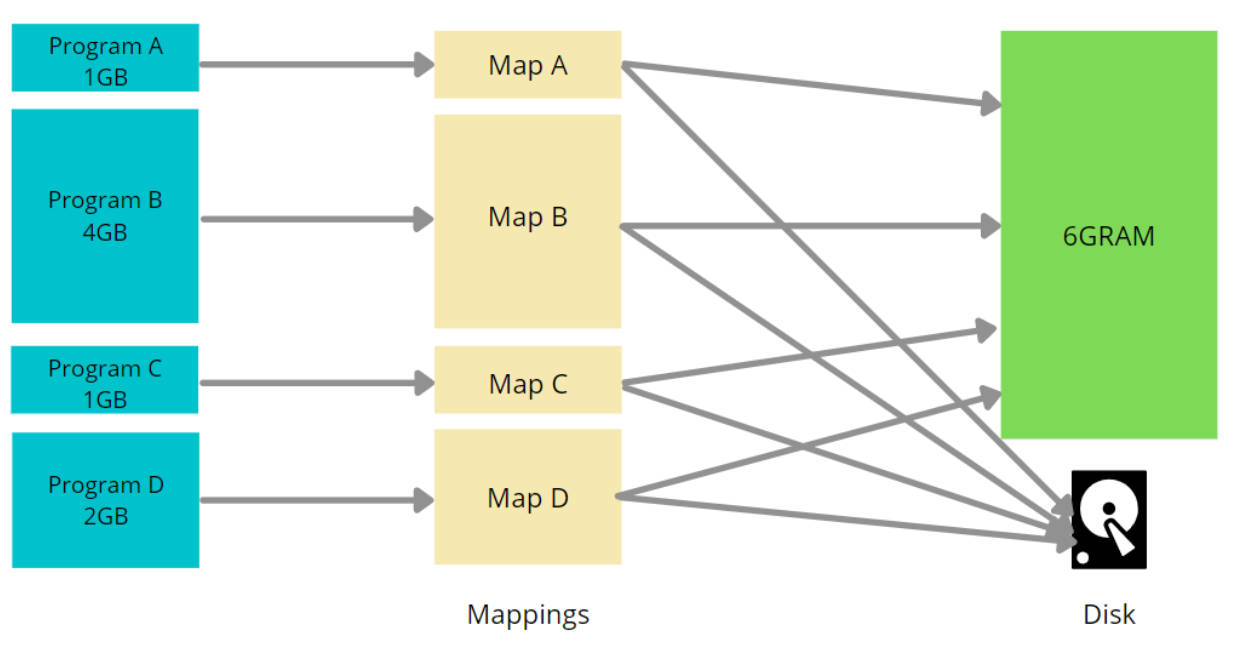 Program A
1GB
Map A
Program B
4GB
Map B
6GRAM
Program C
1GB
Map C
Program D
2GB
Map D
Mappings
Disk